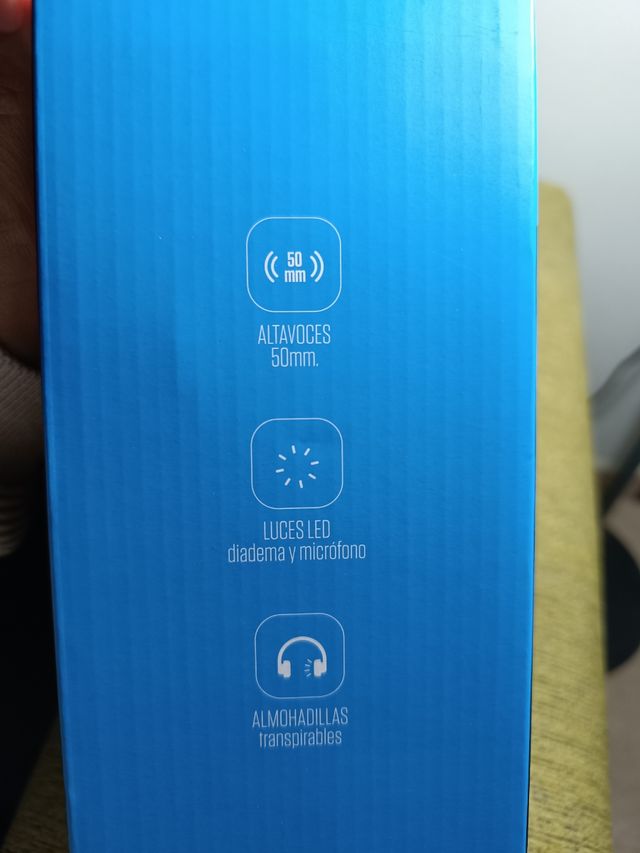 50
mm
ALTAVOCES
50mm.
LUCES LED
diadema y micrófono
ALMOHADILLAS
transpirables